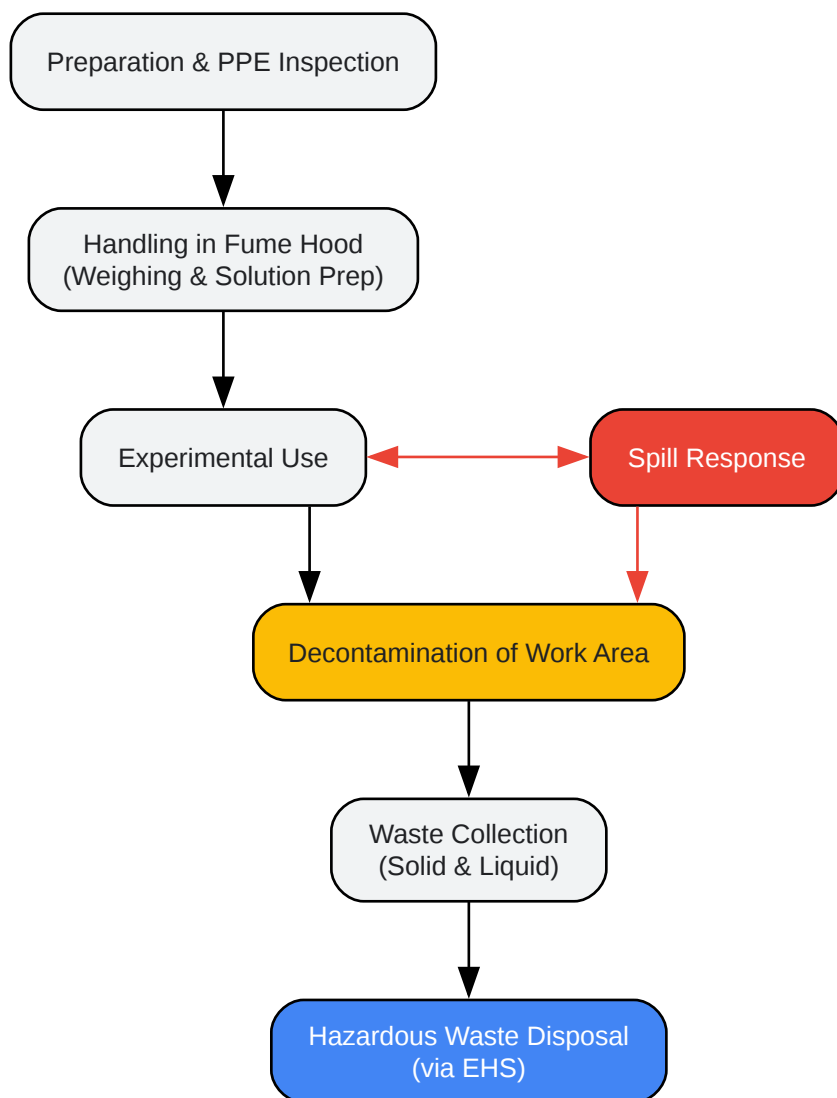 Preparation & PPE Inspection
Handling in Fume Hood
(Weighing & Solution Prep)
Experimental Use
Spill Response
Decontamination of Work Area
Waste Collection
(Solid & Liquid)
Hazardous Waste Disposal
(via EHS)